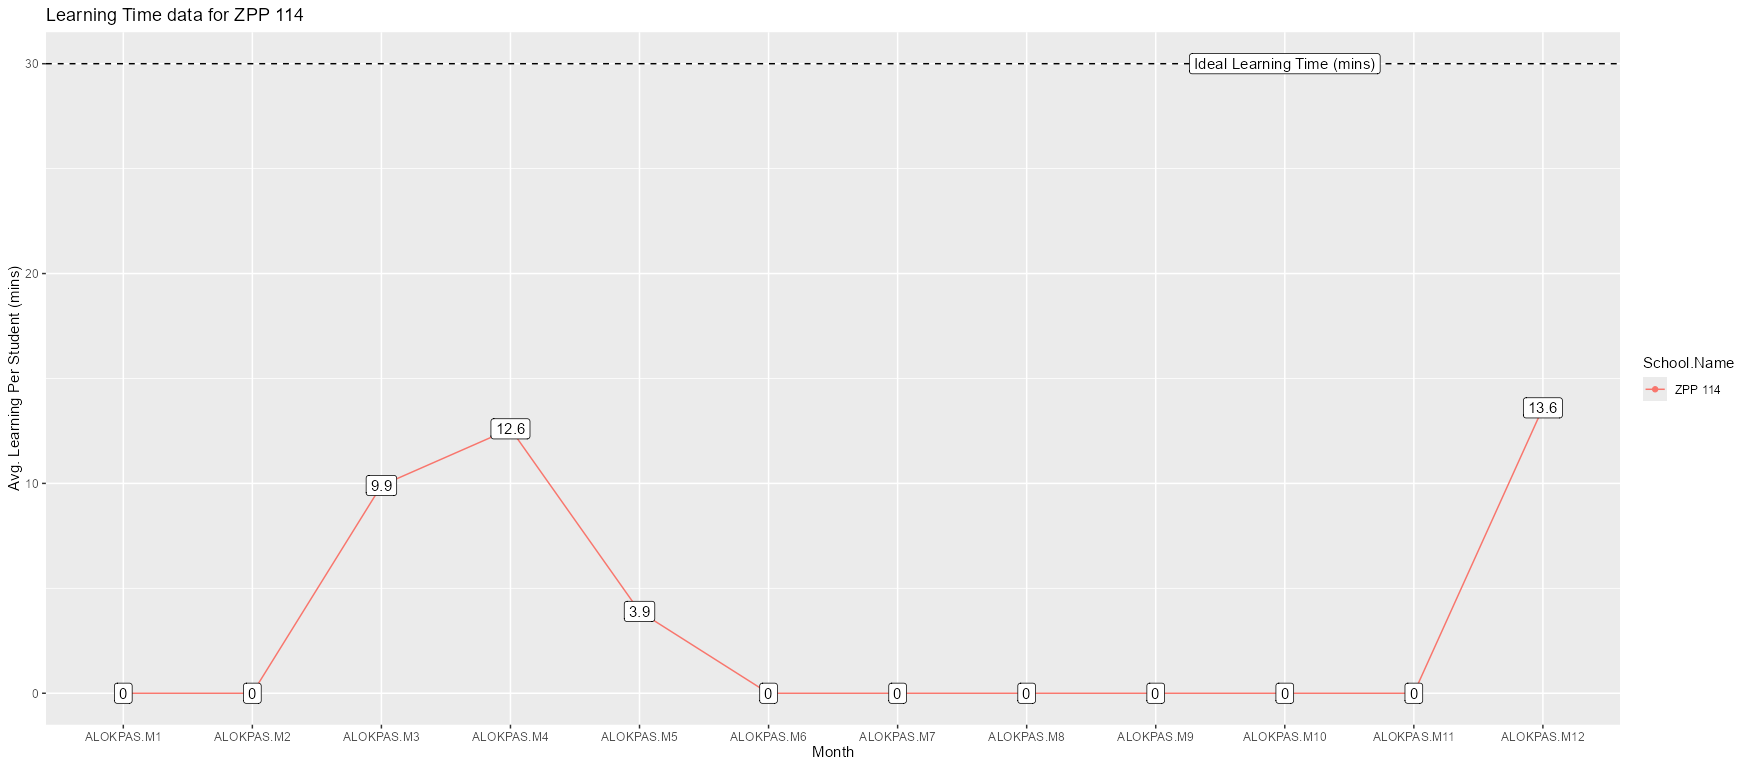 Learning Time data for ZPP 114
Avg. Learning Per Student (mins)
30
20
10
0
Ideal Learning Time (mins)
0
0
9.9
12.6
3.9
0
0
0
0
0
0
13.6
ALOKPAS.M1
ALOKPAS.M2
ALOKPAS.M3
ALOKPAS.M4
ALOKPAS.M5
ALOKPAS.M6
ALOKPAS.M7
ALOKPAS.M8
ALOKPAS.M9
ALOKPAS.M10
ALOKPAS.M11
ALOKPAS.M12
Month
School.Name
ZPP 114